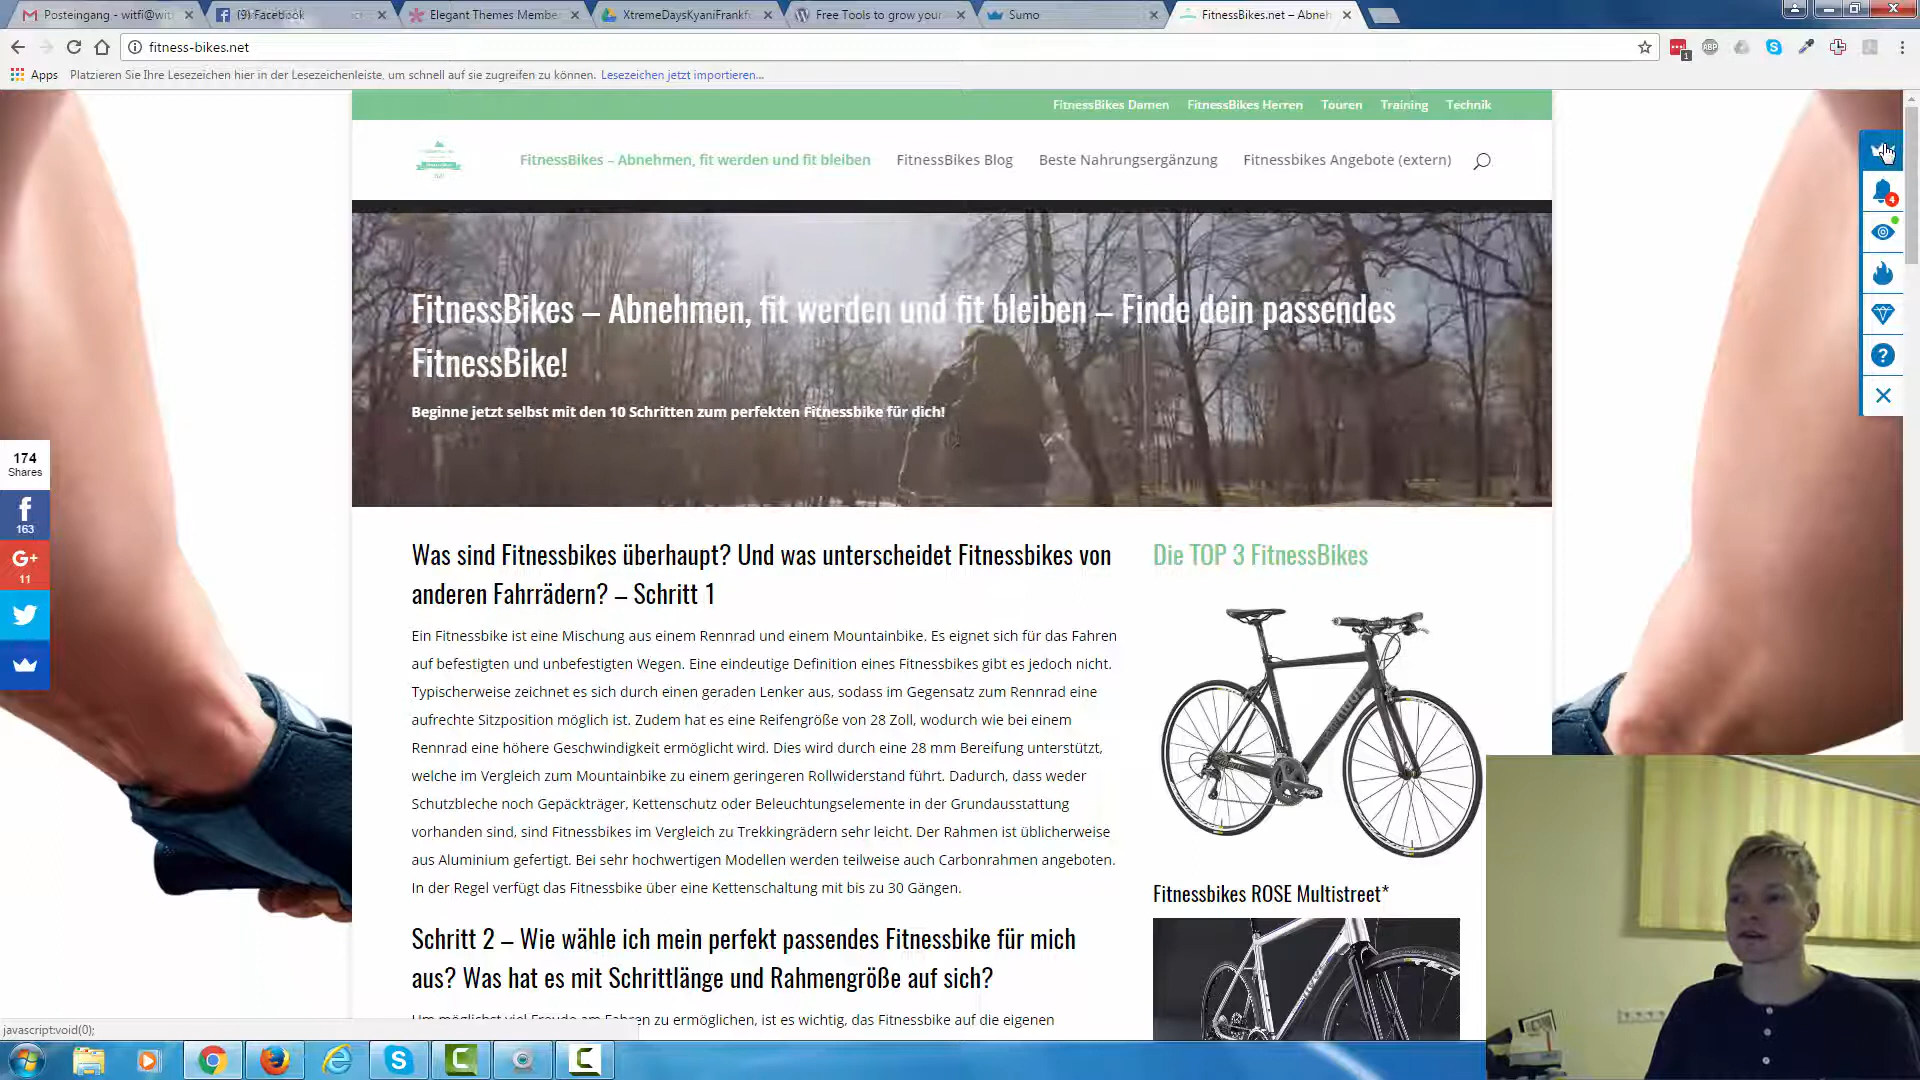 Posteingang - witfi@wit
(9) Facebook
Elegant Themes Membe
XtremeDaysKyaniFrankf
Free Tools to grow your
Sumo
FitnessBikes.net – Abneh
fitness-bikes.net
ABP
1
Apps
Platzieren Sie Ihre Lesezeichen hier in der Lesezeichenleiste, um schnell auf sie zugreifen zu können. Lesezeichen jetzt importieren...
FitnessBikes Damen
FitnessBikes Herren
Touren
Training
Technik
FitnessBikes – Abnehmen, fit werden und fit bleiben
FitnessBikes Blog
Beste Nahrungsergänzung
Fitnessbikes Angebote (extern)
4
FitnessBikes – Abnehmen, fit werden und fit bleiben – Finde dein passendes
FitnessBike!
Beginne jetzt selbst mit den 10 Schritten zum perfekten Fitnessbike für dich!
174
Shares
163
G+
11
Was sind Fitnessbikes überhaupt? Und was unterscheidet Fitnessbikes von
anderen Fahrrädern? – Schritt 1
Ein Fitnessbike ist eine Mischung aus einem Rennrad und einem Mountainbike. Es eignet sich für das Fahren
auf befestigten und unbefestigten Wegen. Eine eindeutige Definition eines Fitnessbikes gibt es jedoch nicht.
Typischerweise zeichnet es sich durch einen geraden Lenker aus, sodass im Gegensatz zum Rennrad eine
aufrechte Sitzposition möglich ist. Zudem hat es eine Reifengröße von 28 Zoll, wodurch wie bei einem
Rennrad eine höhere Geschwindigkeit ermöglicht wird. Dies wird durch eine 28 mm Bereifung unterstützt,
welche im Vergleich zum Mountainbike zu einem geringeren Rollwiderstand führt. Dadurch, dass weder
Schutzbleche noch Gepäckträger, Kettenschutz oder Beleuchtungselemente in der Grundausstattung
vorhanden sind, sind Fitnessbikes im Vergleich zu Trekkingrädern sehr leicht. Der Rahmen ist üblicherweise
aus Aluminium gefertigt. Bei sehr hochwertigen Modellen werden teilweise auch Carbonrahmen angeboten.
In der Regel verfügt das Fitnessbike über eine Kettenschaltung mit bis zu 30 Gängen.
Schritt 2 – Wie wähle ich mein perfekt passendes Fitnessbike für mich
aus? Was hat es mit Schrittlänge und Rahmengröße auf sich?
Um möglichst viel Freude am Fahren zu ermöglichen, ist es wichtig, das Fitnessbike auf die eigenen
Die TOP 3 FitnessBikes
Fitnessbikes ROSE Multistreet*
javascript:void(0);